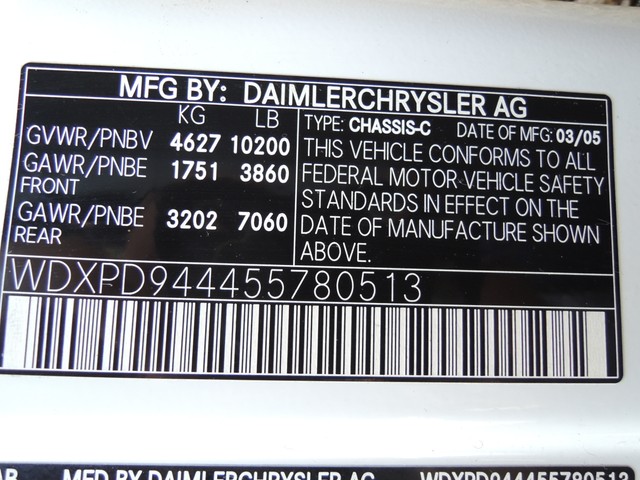 MFG BY: DAIMLERCHRYSLER AG
KG LB
GVWR/PNBV 4627 10200
GAWR/PNBE 1751 3860
FRONT
GAWR/PNBE 3202 7060
REAR
TYPE: CHASSIS-C DATE OF MFG: 03/05
THIS VEHICLE CONFORMS TO ALL
FEDERAL MOTOR VEHICLE SAFETY
STANDARDS IN EFFECT ON THE
DATE OF MANUFACTURE SHOWN
ABOVE.
WDXPD944455780513
MFD BY DAIMLERCHRYSLER AG WDXPD944455780513